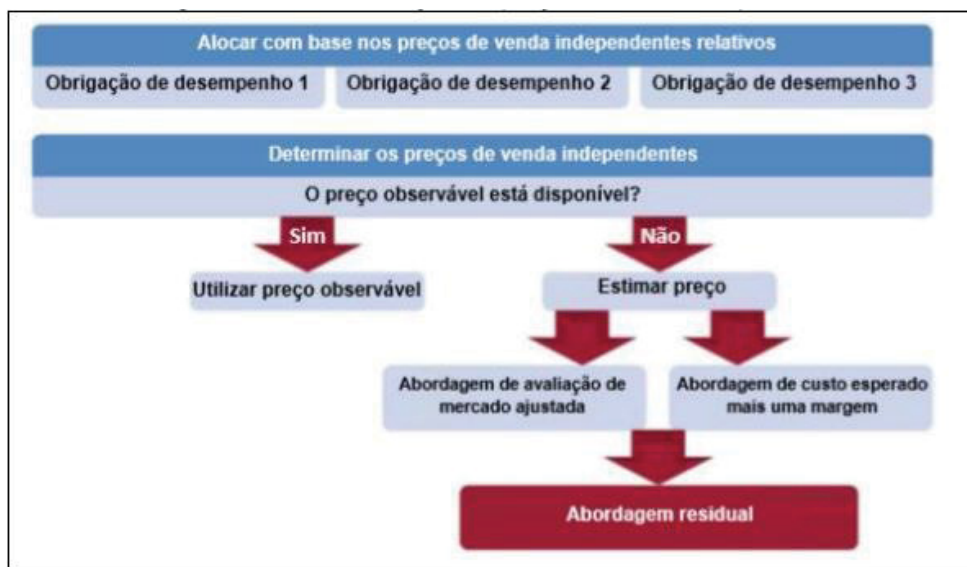 Alocar com base nos preços de venda independentes relativos
Obrigação de desempenho 1
Obrigação de desempenho 2
Obrigação de desempenho 3
Determinar os preços de venda independentes
O preço observável está disponível?
Sim
Não
Utilizar preço observável
Estimar preço
Abordagem de avaliação de
mercado ajustada
Abordagem de custo esperado
mais uma margem
Abordagem residual